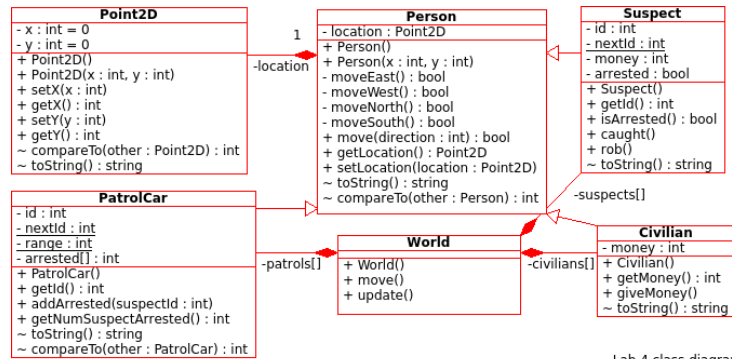 Point2D
- x : int = 0
- y : int = 0
+ Point2D()
+ Point2D(x : int, y : int)
+ setX(x : int)
+ getX() : int
+ setY(y : int)
+ getY() : int
~ compareTo(other : Point2D) : int
~ toString() : string
1
-location
Person
- location : Point2D
+ Person()
+ Person(x : int, y : int)
- moveEast() : bool
- moveWest() : bool
- moveNorth() : bool
- moveSouth() : bool
+ move(direction : int) : bool
+ getLocation() : Point2D
+ setLocation(location : Point2D)
~ toString() : string
~ compareTo(other : Person) : int
Suspect
- id : int
- nextId : int
- money : int
- arrested : bool
+ Suspect()
+ getId() : int
+ isArrested() : bool
+ caught()
+ rob()
~ toString() : string
-suspects[]
PatrolCar
- id : int
- nextId : int
- range : int
- arrested[] : int
+ PatrolCar()
+ getId() : int
+ addArrested(suspectId : int)
+ getNumSuspectArrested() : int
~ toString() : string
~ compareTo(other : PatrolCar) : int
-patrols[]
World
+ World()
+ move()
+ update()
-civilians[]
Civilian
- money : int
+ Civilian()
+ getMoney() : int
+ giveMoney()
~ toString() : string
Lab 4 class diagra